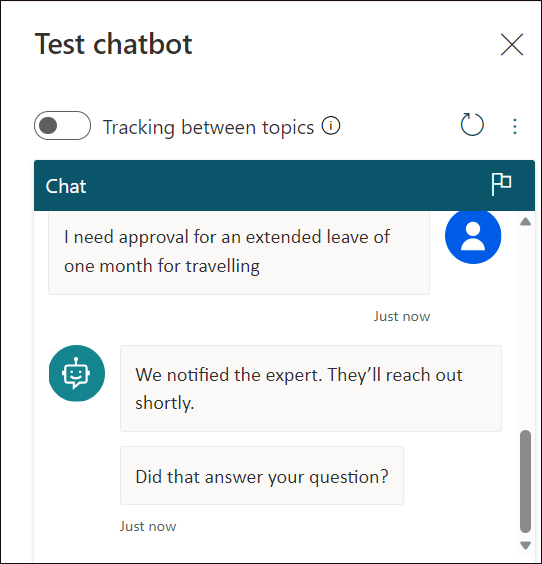 Test chatbot
Tracking between topics
Chat
I need approval for an extended leave of
one month for travelling
Just now
We notified the expert. They’ll reach out
shortly.
Did that answer your question?
Just now